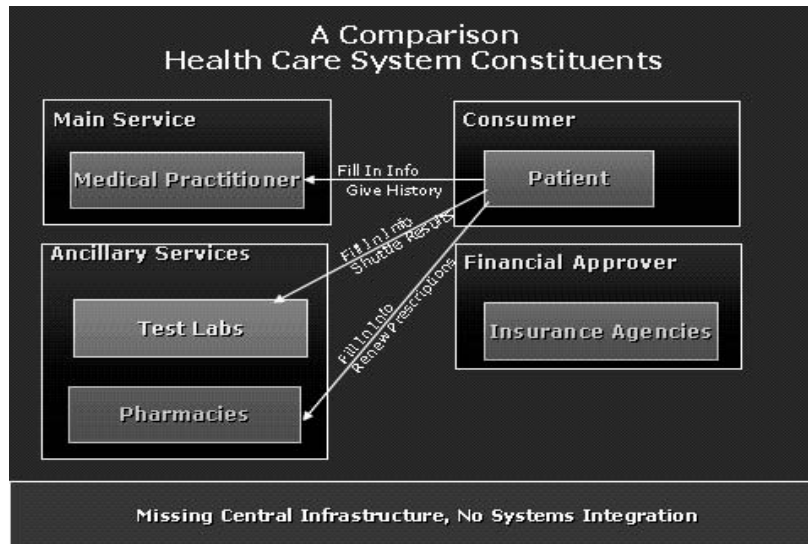 A Comparison
Health Care System Constituents
Main Service
Medical Practitioner
Fill In Info
Give History
Consumer
Patient
Ancillary Services
Test Labs
Pharmacies
Fill In Info
Shuttle Results
Fill In Info
Renew Prescriptions
Financial Approver
Insurance Agencies
Missing Central Infrastructure, No Systems Integration